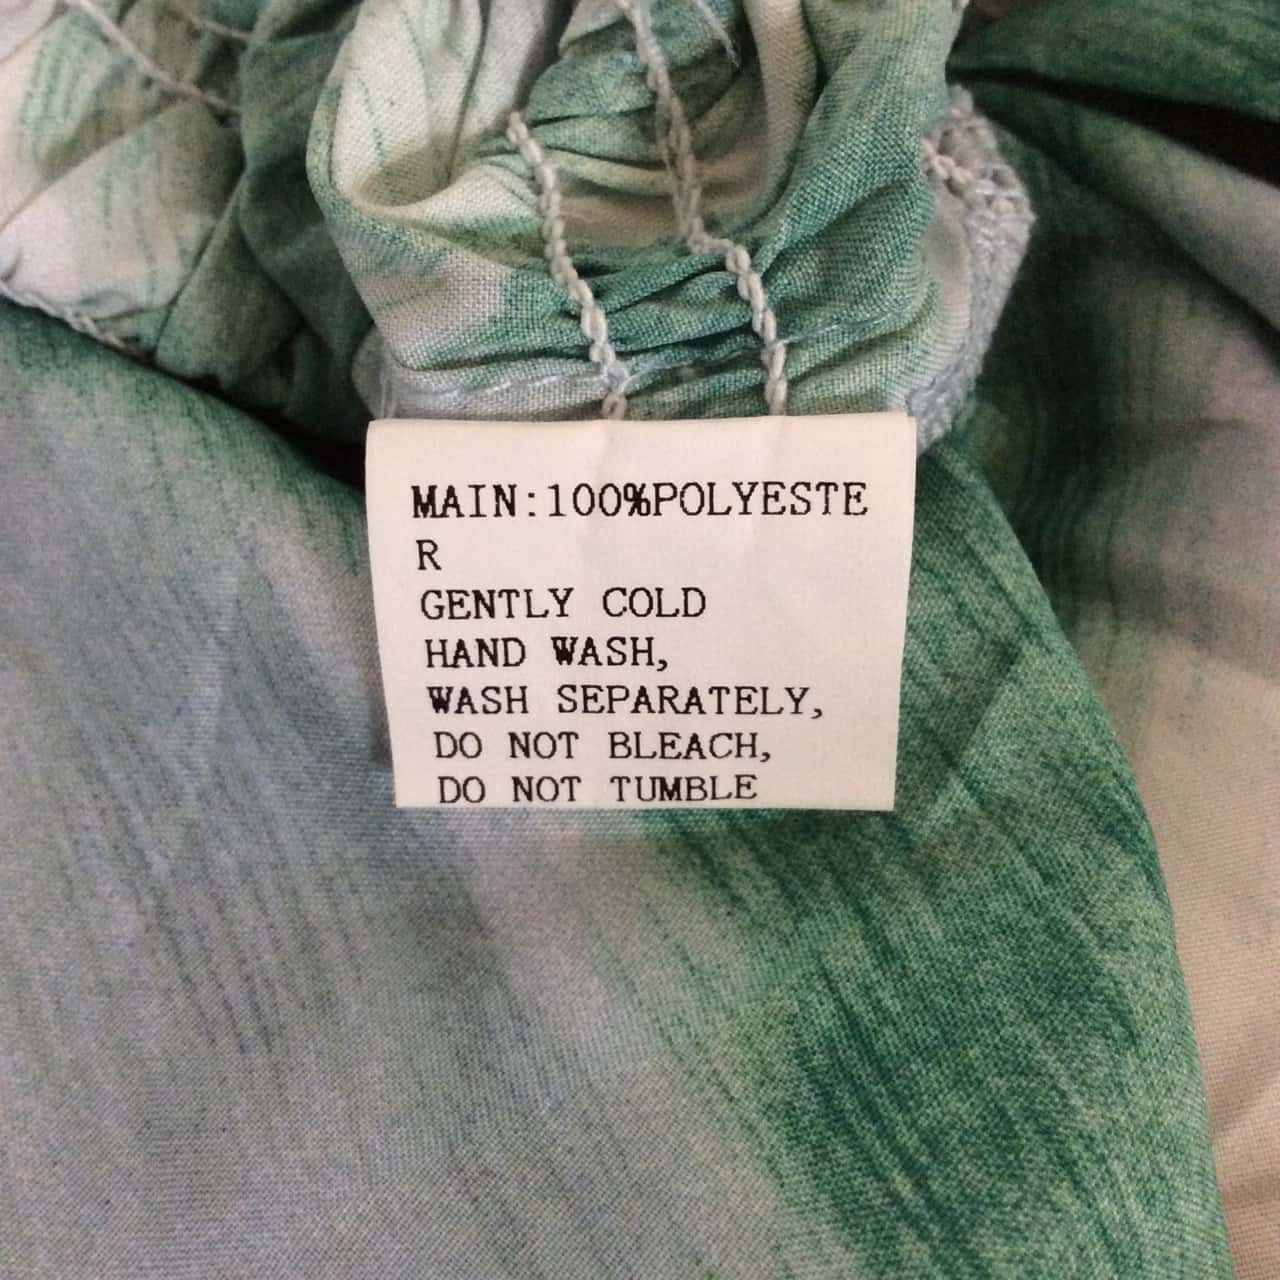 MAIN:100%POLYESTE
R
GENTLY COLD
HAND WASH,
WASH SEPARATELY,
DO NOT BLEACH,
DO NOT TUMBLE